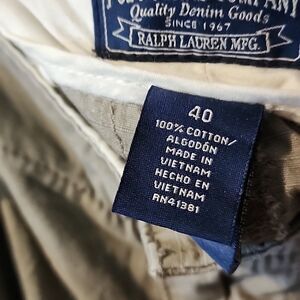 COMPANY
Quality Denim Goods
SINCE 1967
RALPH LAUREN MFG.
40
100% COTTON/
ALGODÓN
MADE IN
VIETNAM
HECHO EN
VIETNAM
RN41381